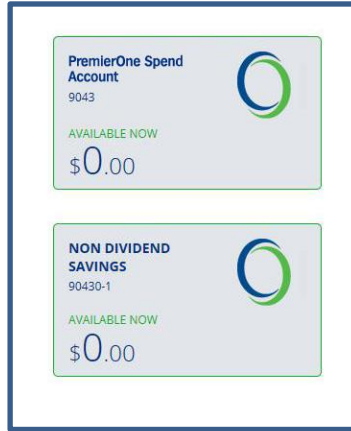 PremierOne Spend
Account
9043
AVAILABLE NOW
$0.00
NON DIVIDEND
SAVINGS
90430-1
AVAILABLE NOW
$0.00